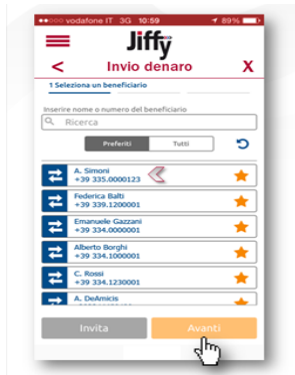 vodafone IT 3G 10:59 89%
Jiffy
< Invio denaro X
1 Seleziona un beneficiario
Inserire nome o numero del beneficiario
Ricerca
Preferiti Tutti
A. Simoni
+39 335.0000123
Federica Balti
+39 339.1200001
Emanuele Gazzani
+39 334.0000001
Alberto Borghi
+39 334.1000001
C. Rossi
+39 334.1230001
A. DeAmicis
Invita Avanti